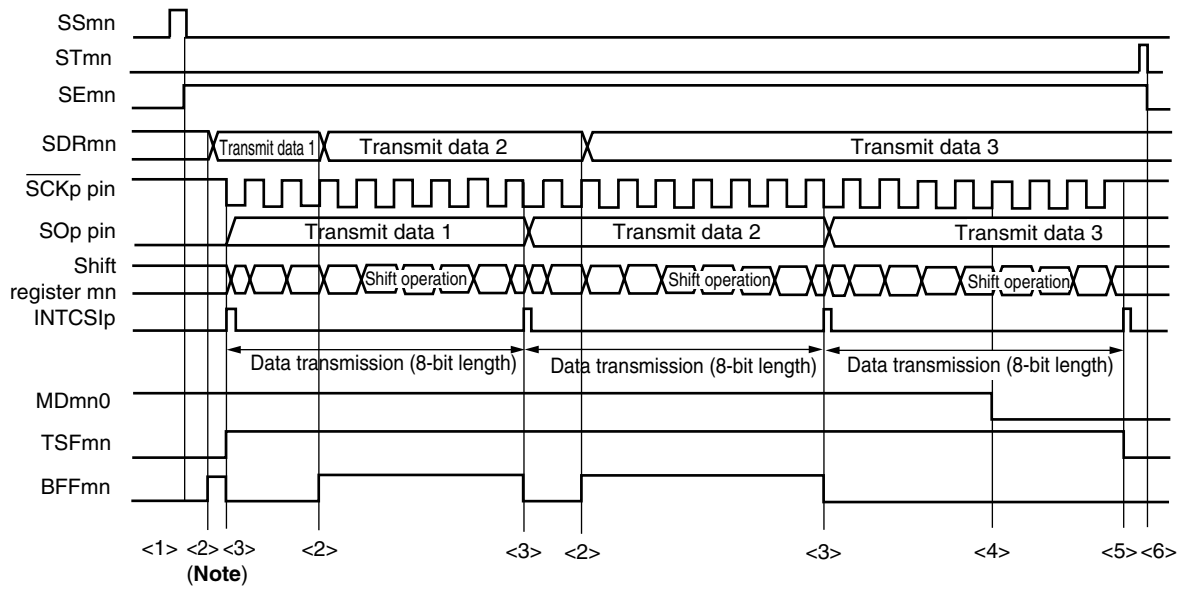 SSmn
STmn
SEmn
SDRmn Transmit data 1 Transmit data 2 Transmit data 3
SCKp pin
SOp pin Transmit data 1 Transmit data 2 Transmit data 3
Shift
register mn Shift operation Shift operation Shift operation
INTCSIp
Data transmission (8-bit length) Data transmission (8-bit length) Data transmission (8-bit length)
MDmn0
TSFmn
BFFmn
<1> <2> <3> <2> <3> <2> <3> <4> <5> <6>
(Note)